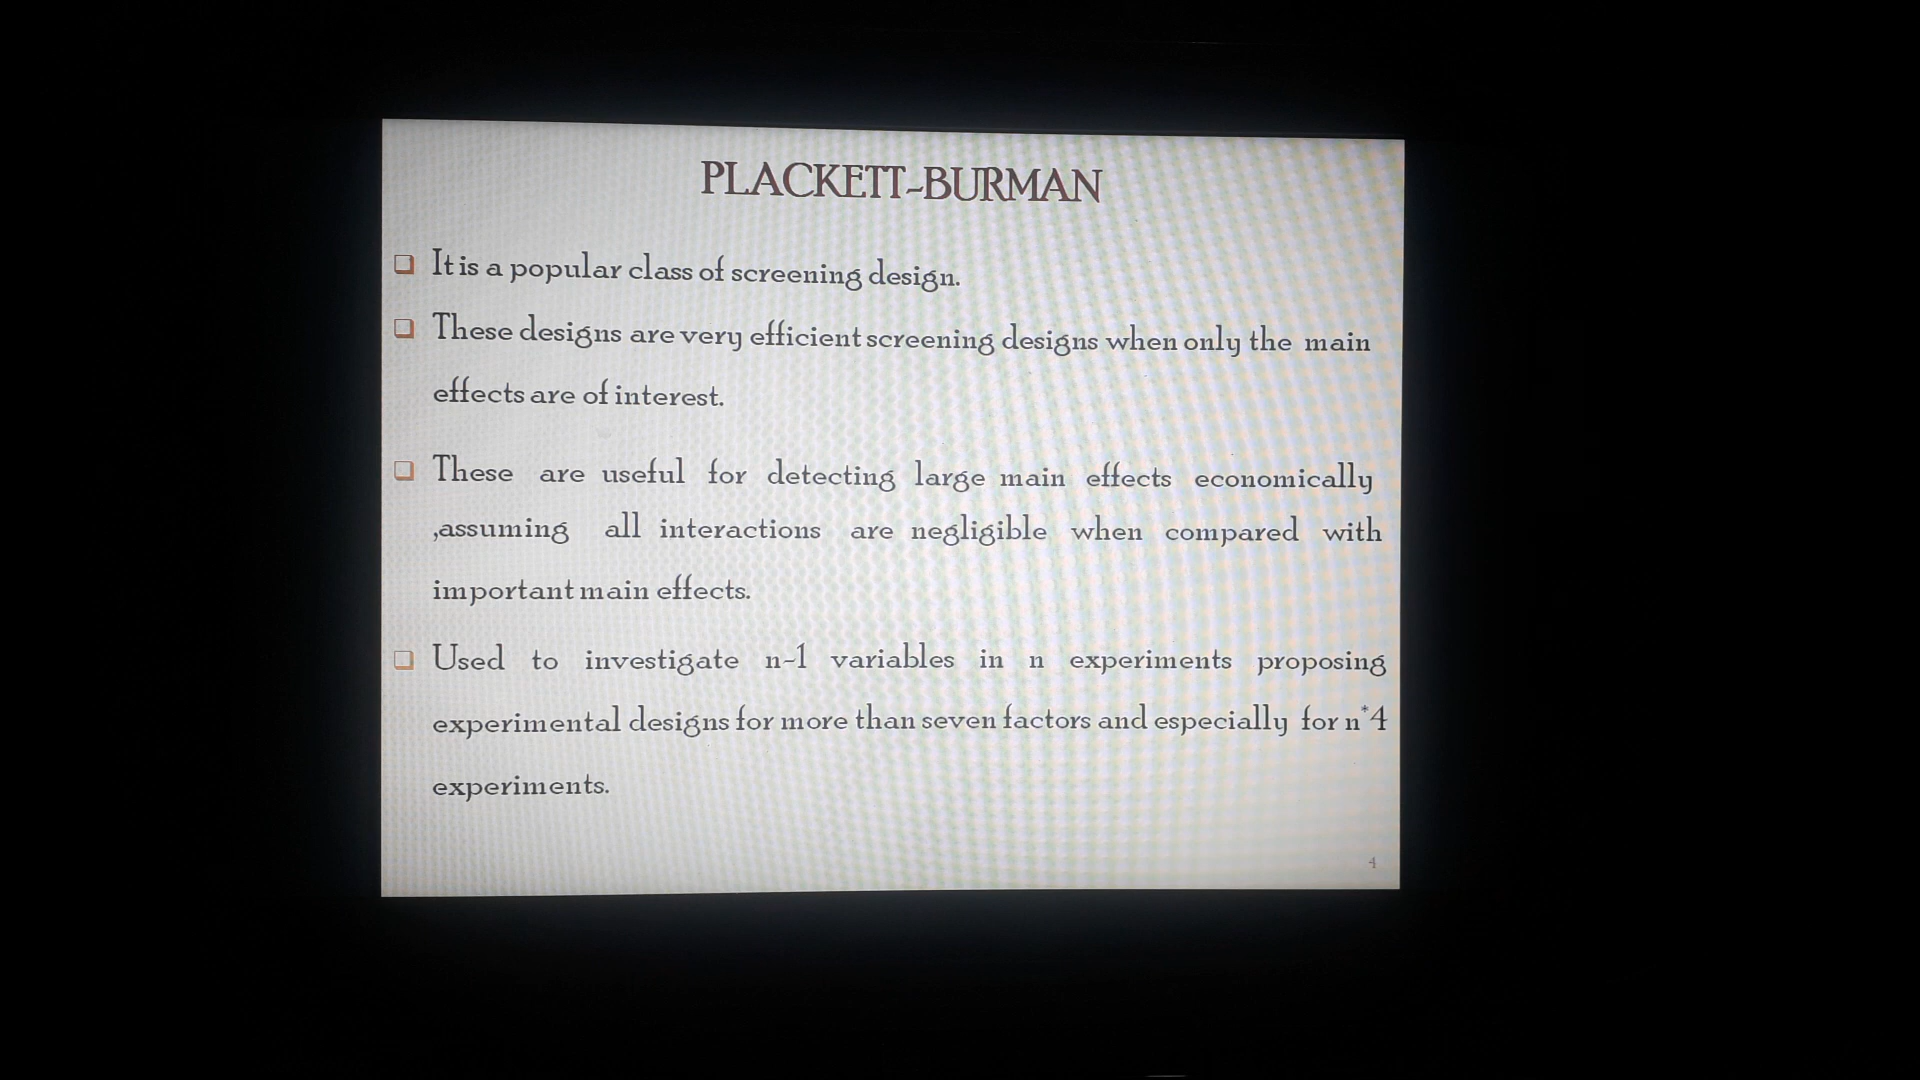 PLACKETT-BURMAN
It is a popular class of screening design.
These designs are very efficient screening designs when only the main
effects are of interest.
These are useful for detecting large main effects economically
,assuming all interactions are negligible when compared with
important main effects.
Used to investigate n-1 variables in n experiments proposing
experimental designs for more than seven factors and especially for n*4
experiments.
4